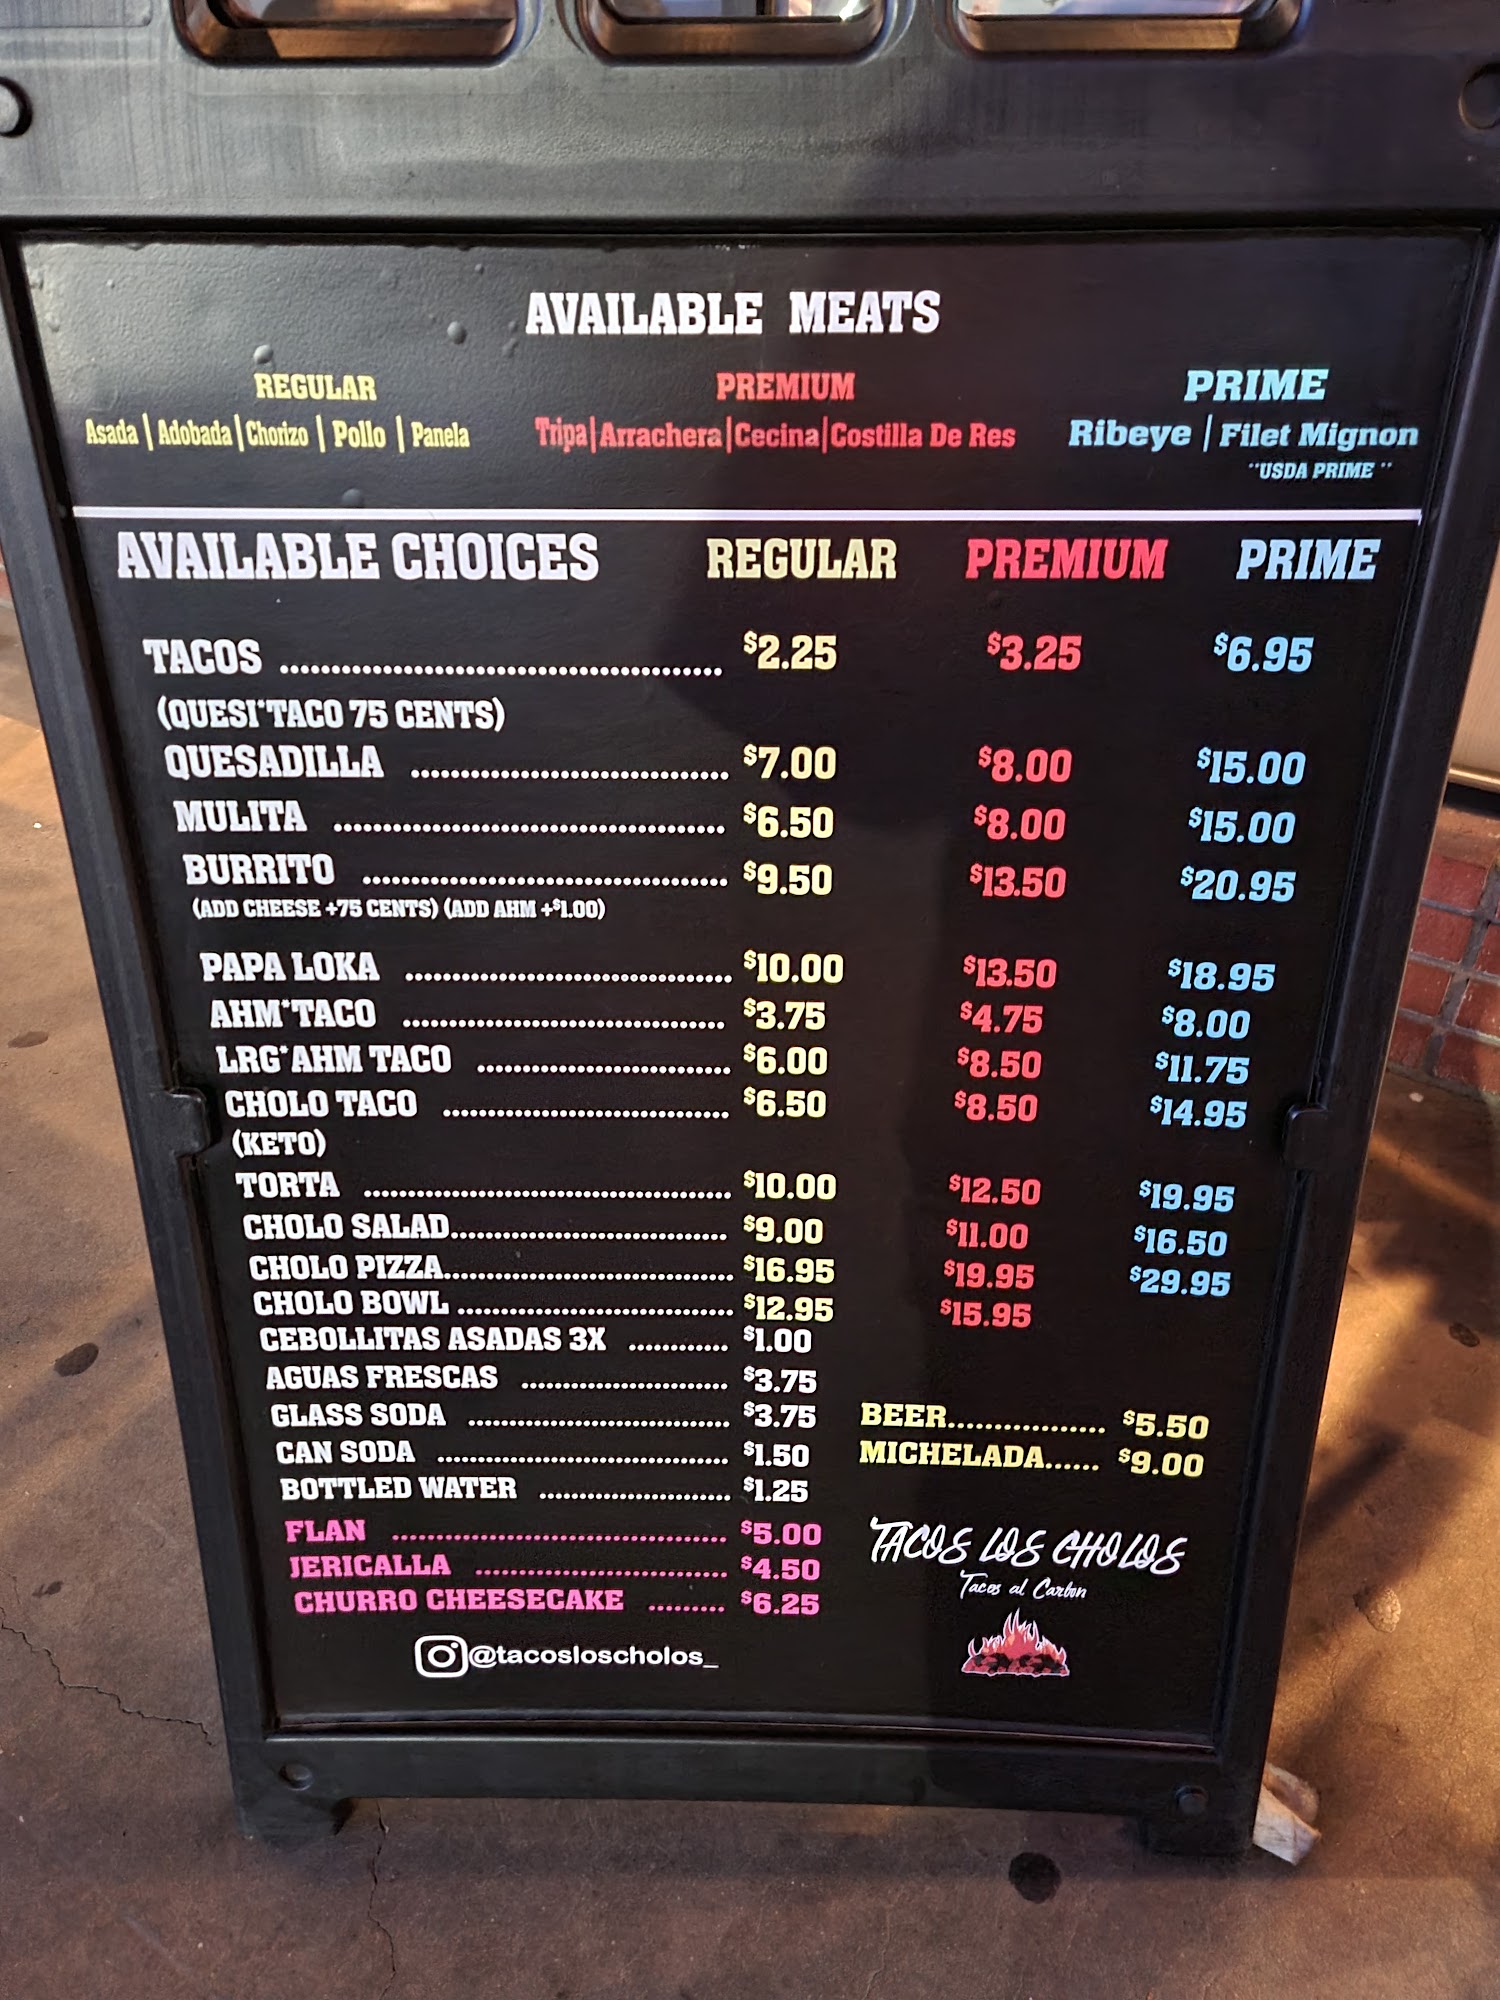 AVAILABLE MEATS
REGULAR PREMIUM PRIME
Asada | Adobada | Chorizo | Pollo | Panela Tripa | Arrachera | Cecina | Costilla De Res Ribeye | Filet Mignon
"USDA PRIME"
AVAILABLE CHOICES REGULAR PREMIUM PRIME
TACOS ........................................ $2.25 $3.25 $6.95
(QUESI*TACO 75 CENTS)
QUESADILLA ............................. $7.00 $8.00 $15.00
MULITA .................................... $6.50 $8.00 $15.00
BURRITO ................................. $9.50 $13.50 $20.95
(ADD CHEESE +75 CENTS) (ADD AHM +$1.00)
PAPA LOKA .............................. $10.00 $13.50 $18.95
AHM*TACO .............................. $3.75 $4.75 $8.00
LRG*AHM TACO ........................ $6.00 $8.50 $11.75
CHOLO TACO ........................... $6.50 $8.50 $14.95
(KETO)
TORTA ..................................... $10.00 $12.50 $19.95
CHOLO SALAD............................ $9.00 $11.00 $16.50
CHOLO PIZZA............................. $16.95 $19.95 $29.95
CHOLO BOWL ............................ $12.95 $15.95
CEBOLLITAS ASADAS 3X ............ $1.00
AGUAS FRESCAS ....................... $3.75
GLASS SODA ............................ $3.75 BEER................. $5.50
CAN SODA ............................... $1.50 MICHELADA...... $9.00
BOTTLED WATER ..................... $1.25
FLAN ...................................... $5.00
JERICALLA ............................. $4.50
CHURRO CHEESECAKE ......... $6.25
TACOS LOS CHOLOS
Tacos al Carbon
@tacosloscholos_